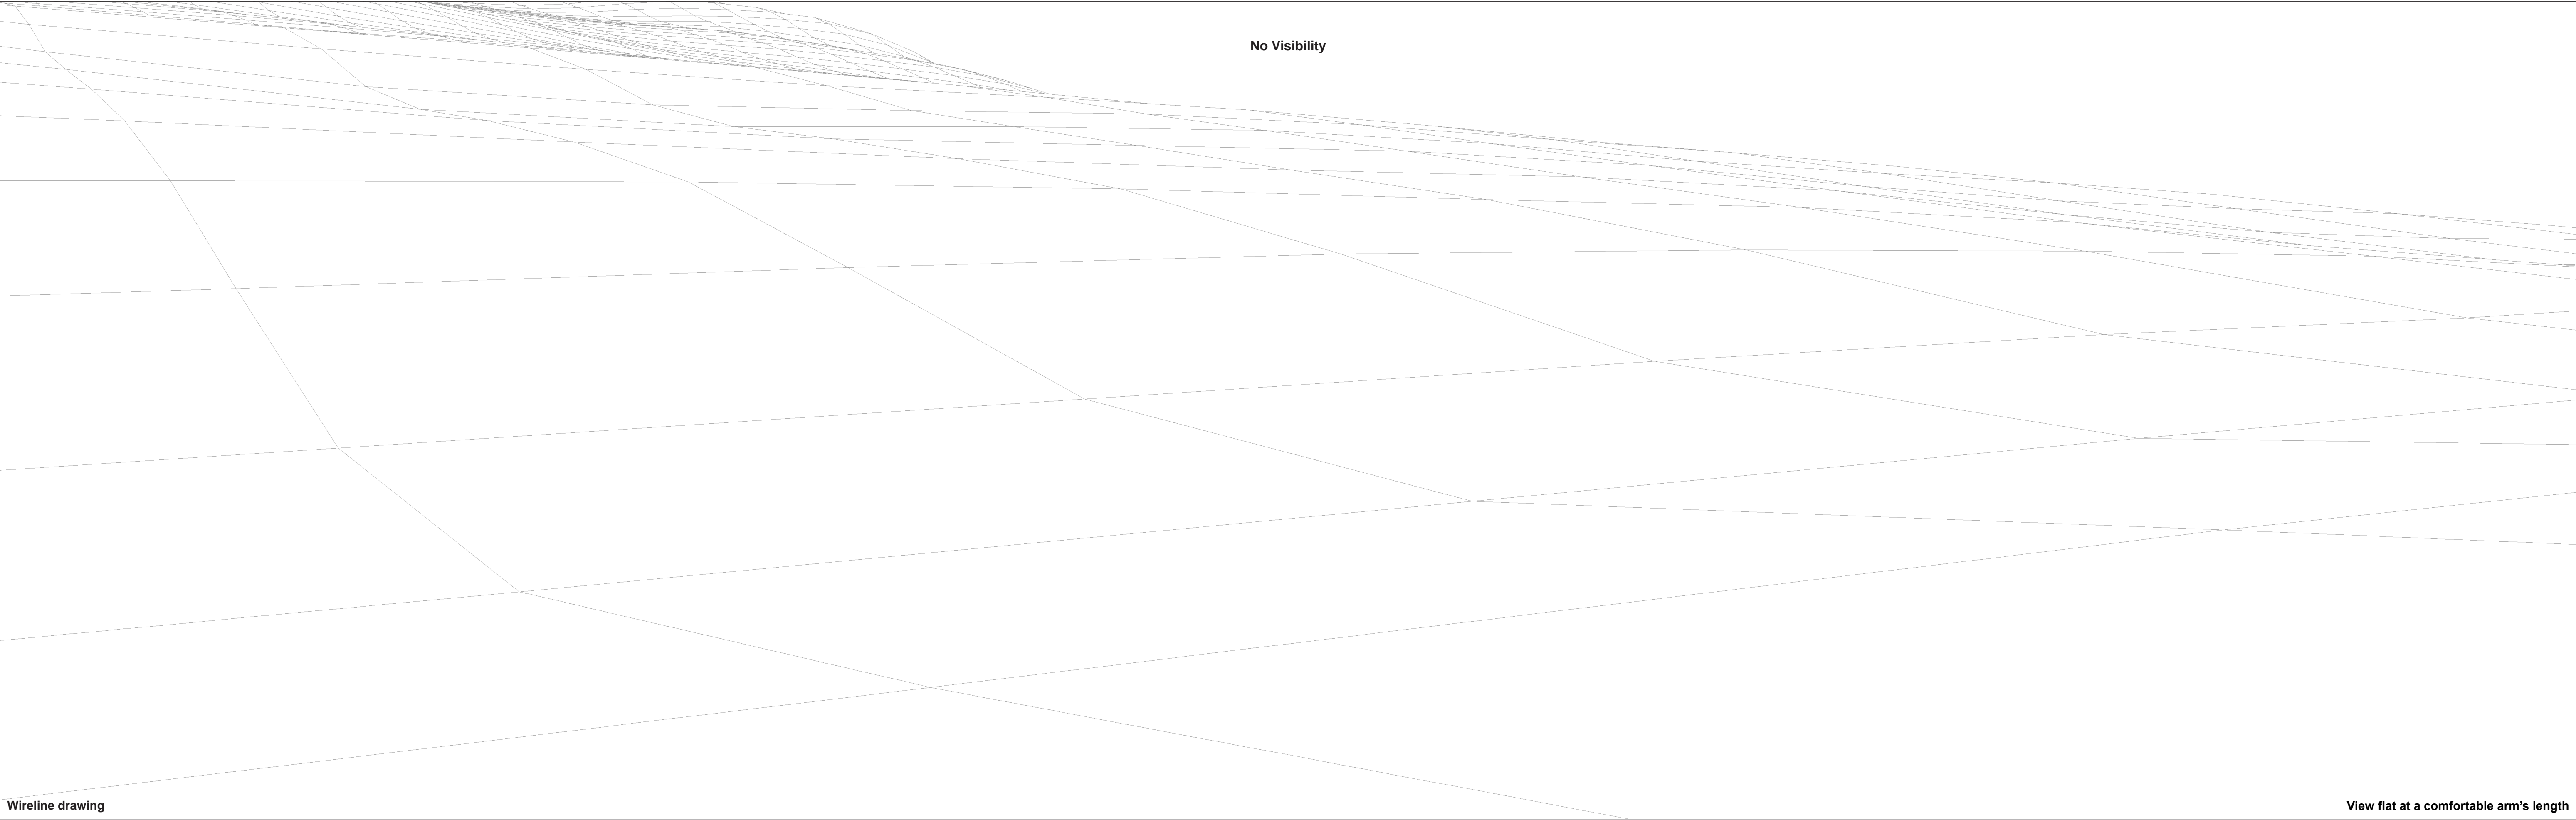 No Visibility
Wireline drawing
View flat at a comfortable arm's length